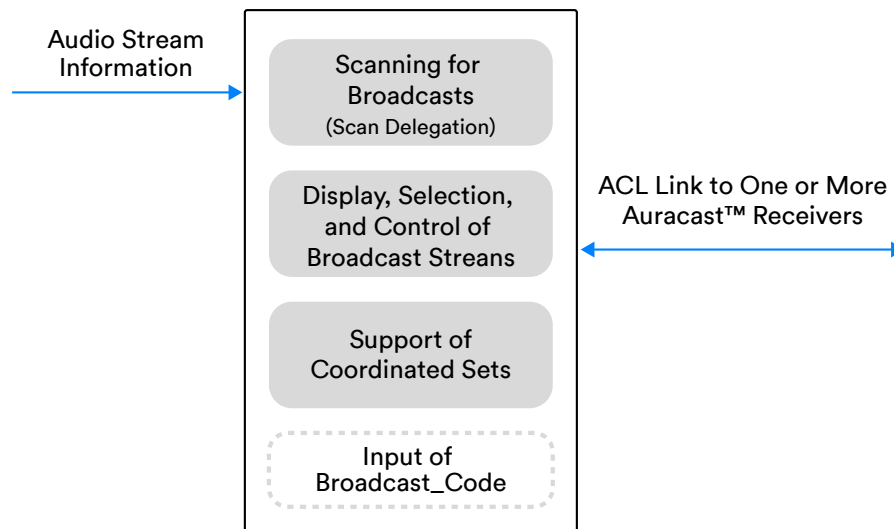 Audio Stream
Information
Scanning for
Broadcasts
(Scan Delegation)
Display, Selection,
and Control of
Broadcast Streans
ACL Link to One or More
Auracast™ Receivers
Support of
Coordinated Sets
Input of
Broadcast_Code